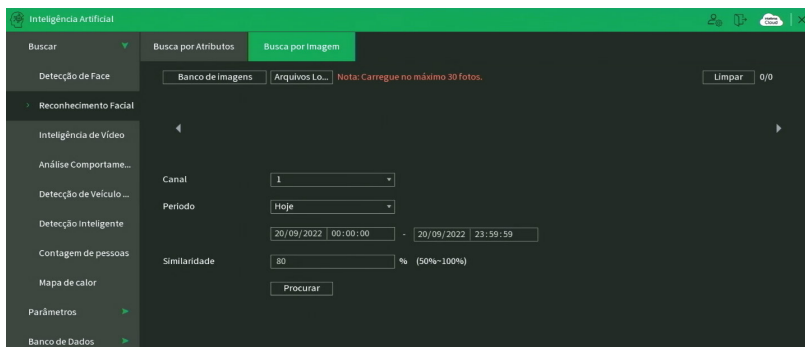 Inteligência Artificial
Buscar
Busca por Atributos
Busca por Imagem
Detecção de Face
Banco de imagens
Arquivos Lo...
Nota: Carregue no máximo 30 fotos.
Limpar
0/0
Reconhecimento Facial
Inteligência de Vídeo
Análise Comportame...
Canal
1
Detecção de Veículo ...
Periodo
Hoje
Detecção Inteligente
20/09/2022 00:00:00 - 20/09/2022 23:59:59
Contagem de pessoas
Similaridade
80
% (50%~100%)
Mapa de calor
Procurar
Parâmetros
Banco de Dados